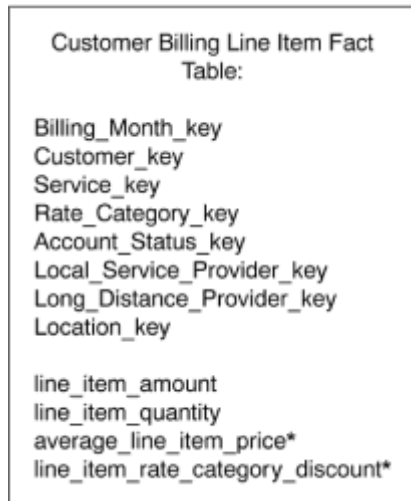 Customer Billing Line Item Fact
Table:
Billing_Month_key
Customer_key
Service_key
Rate_Category_key
Account_Status_key
Local_Service_Provider_key
Long_Distance_Provider_key
Location_key
line_item_amount
line_item_quantity
average_line_item_price*
line_item_rate_category_discount*